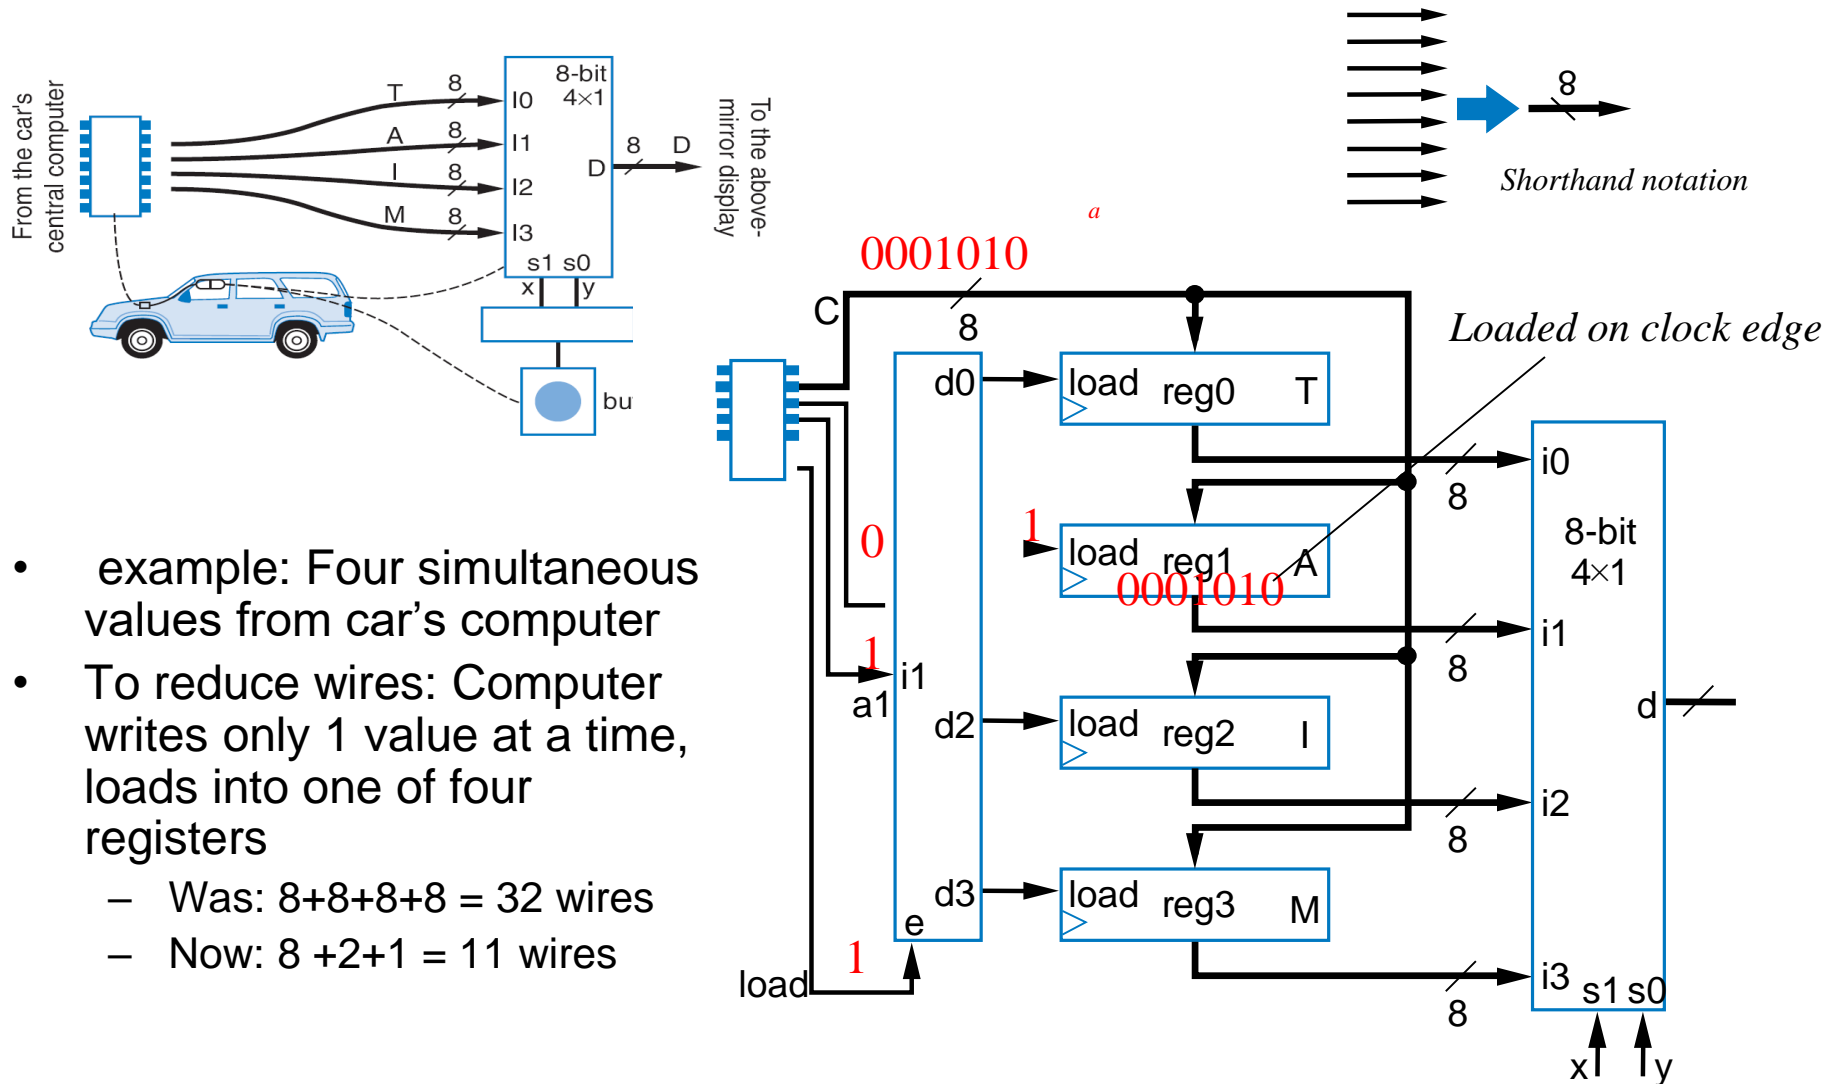 From the car's
central computer
T
8
A
8
I
8
M
8
8-bit
4×1
I0
I1
I2
I3
D
s1 s0
x
y
8
D
To the above-
mirror display
bu
8
Shorthand notation
a
0001010
C
8
Loaded on clock edge
d0
load
reg0
T
i0
8
0
1
load
reg1
A
0001010
8-bit
4×1
i1
8
1
i1
a1
d2
load
reg2
I
d
i2
8
d3
load
reg3
M
e
1
load
i3
s1 s0
8
x
y
• example: Four simultaneous
values from car’s computer
• To reduce wires: Computer
writes only 1 value at a time,
loads into one of four
registers
– Was: 8+8+8+8 = 32 wires
– Now: 8 +2+1 = 11 wires